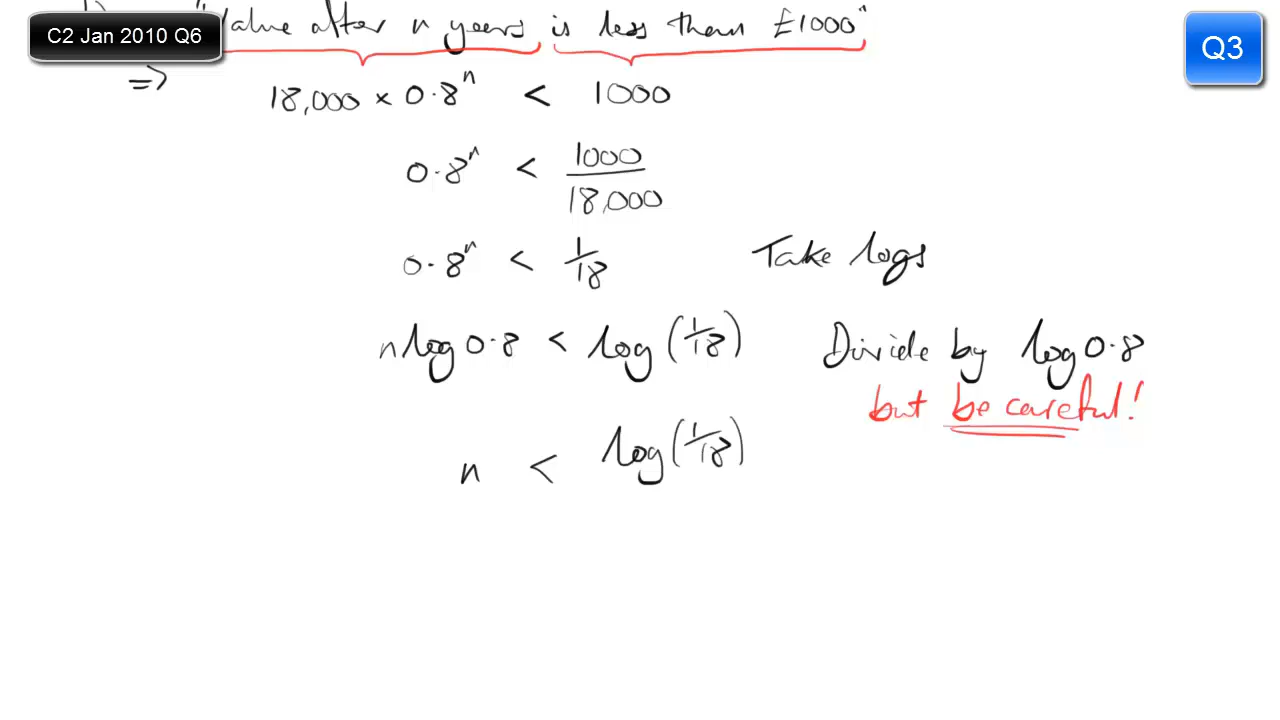 C2 Jan 2010 Q6
Q3
"Value after n years is less than £1000"
⇒ 18,000 × 0·8ⁿ < 1000
0·8ⁿ < 1000/18,000
0·8ⁿ < 1/18 Take logs
n log 0·8 < log(1/18) Divide by log 0·8
but be careful!
n < log(1/18)